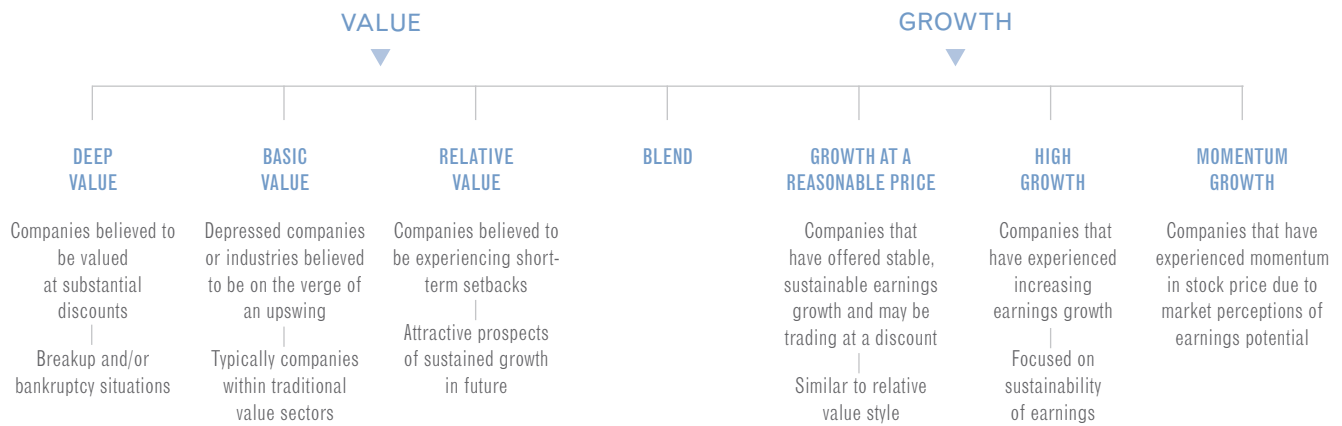 VALUE
GROWTH
DEEP
VALUE
Companies believed to
be valued
at substantial
discounts
Breakup and/or
bankruptcy situations
BASIC
VALUE
Depressed companies
or industries believed
to be on the verge of
an upswing
Typically companies
within traditional
value sectors
RELATIVE
VALUE
Companies believed to
be experiencing short-
term setbacks
Attractive prospects
of sustained growth
in future
BLEND
GROWTH AT A
REASONABLE PRICE
Companies that
have offered stable,
sustainable earnings
growth and may be
trading at a discount
Similar to relative
value style
HIGH
GROWTH
Companies that
have experienced
increasing
earnings growth
Focused on
sustainability
of earnings
MOMENTUM
GROWTH
Companies that have
experienced momentum
in stock price due to
market perceptions of
earnings potential